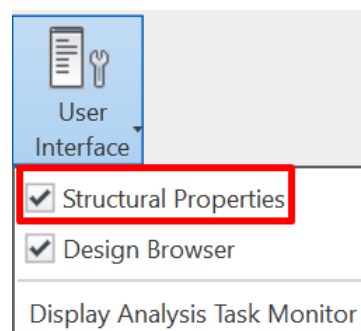 User
Interface
Structural Properties
Design Browser
Display Analysis Task Monitor